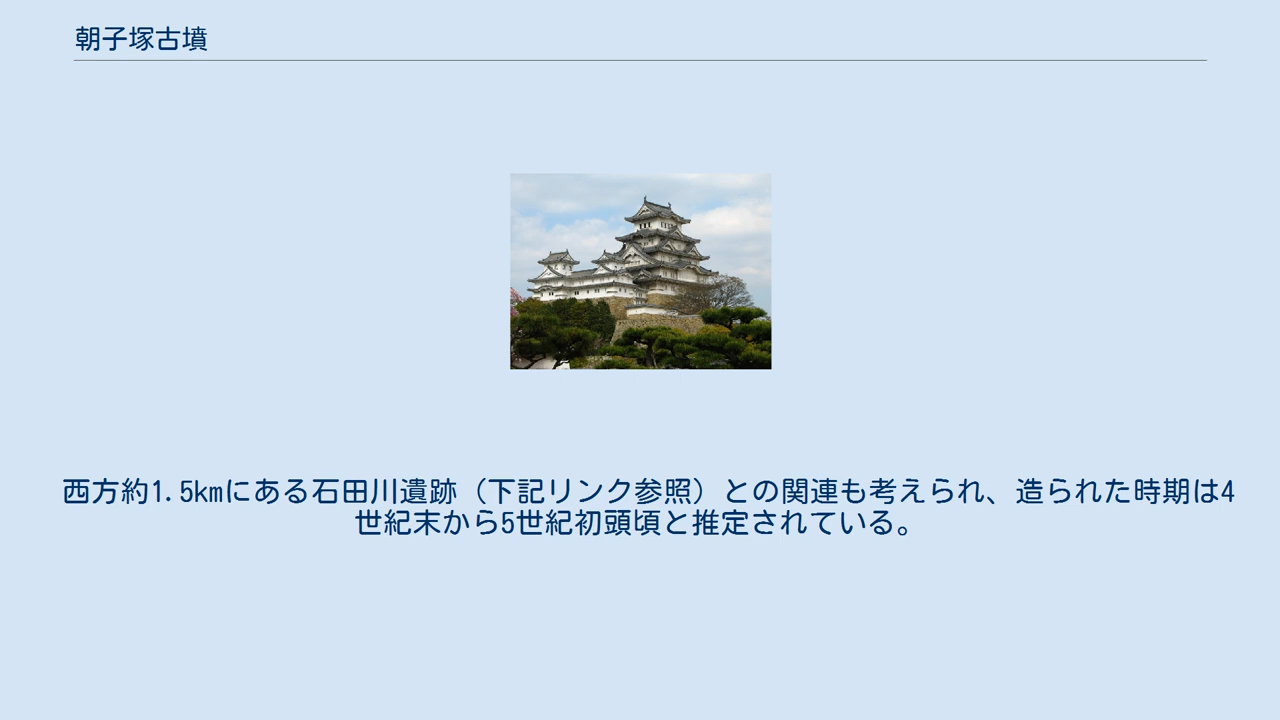 朝子塚古墳
西方約1.5kmにある石田川遺跡（下記リンク参照）との関連も考えられ、造られた時期は4
世紀末から5世紀初頭頃と推定されている。